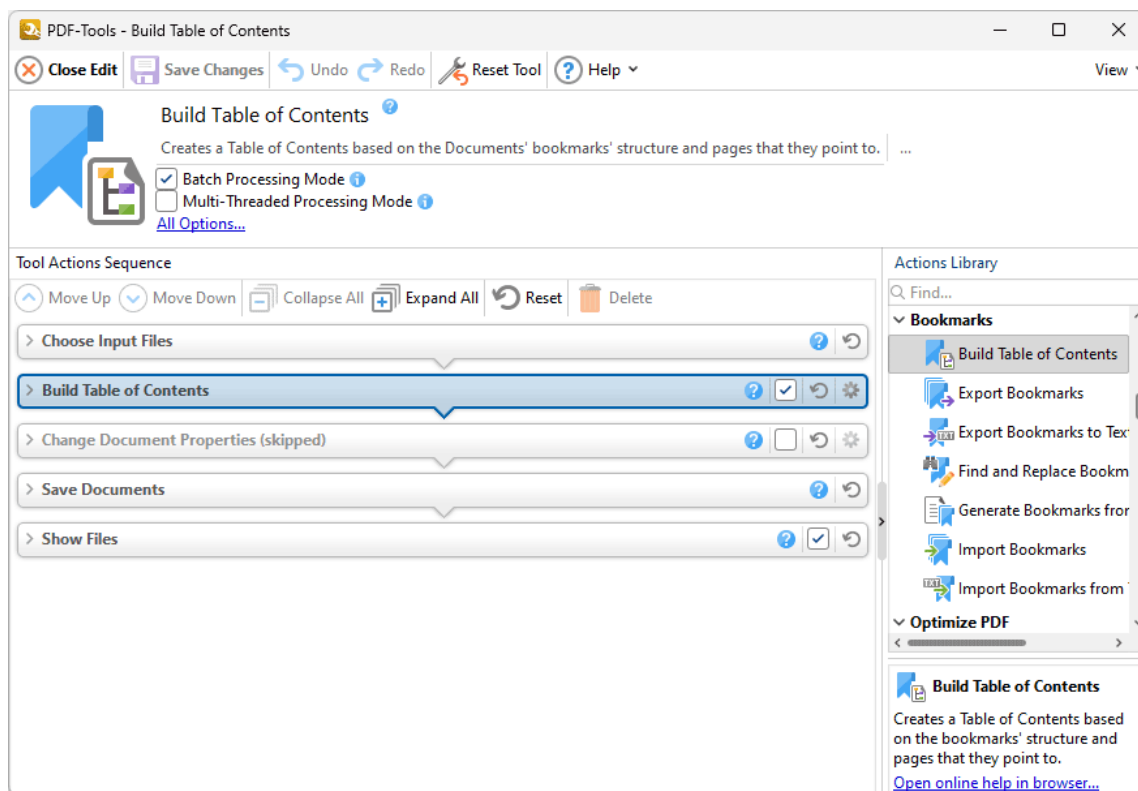 PDF-Tools - Build Table of Contents
Close Edit Save Changes Undo Redo Reset Tool ? Help View
Build Table of Contents ?
Creates a Table of Contents based on the Documents' bookmarks' structure and pages that they point to. ...
Batch Processing Mode i
Multi-Threaded Processing Mode i
All Options...
Tool Actions Sequence
Move Up Move Down Collapse All Expand All Reset Delete
Choose Input Files ?
Build Table of Contents ?
Change Document Properties (skipped) ?
Save Documents ?
Show Files ?
Actions Library
Find...
Bookmarks
Build Table of Contents
Export Bookmarks
TXT Export Bookmarks to Tex
Find and Replace Bookm
Generate Bookmarks from
Import Bookmarks
TXT Import Bookmarks from
Optimize PDF
Build Table of Contents
Creates a Table of Contents based
on the bookmarks' structure and
pages that they point to.
Open online help in browser...